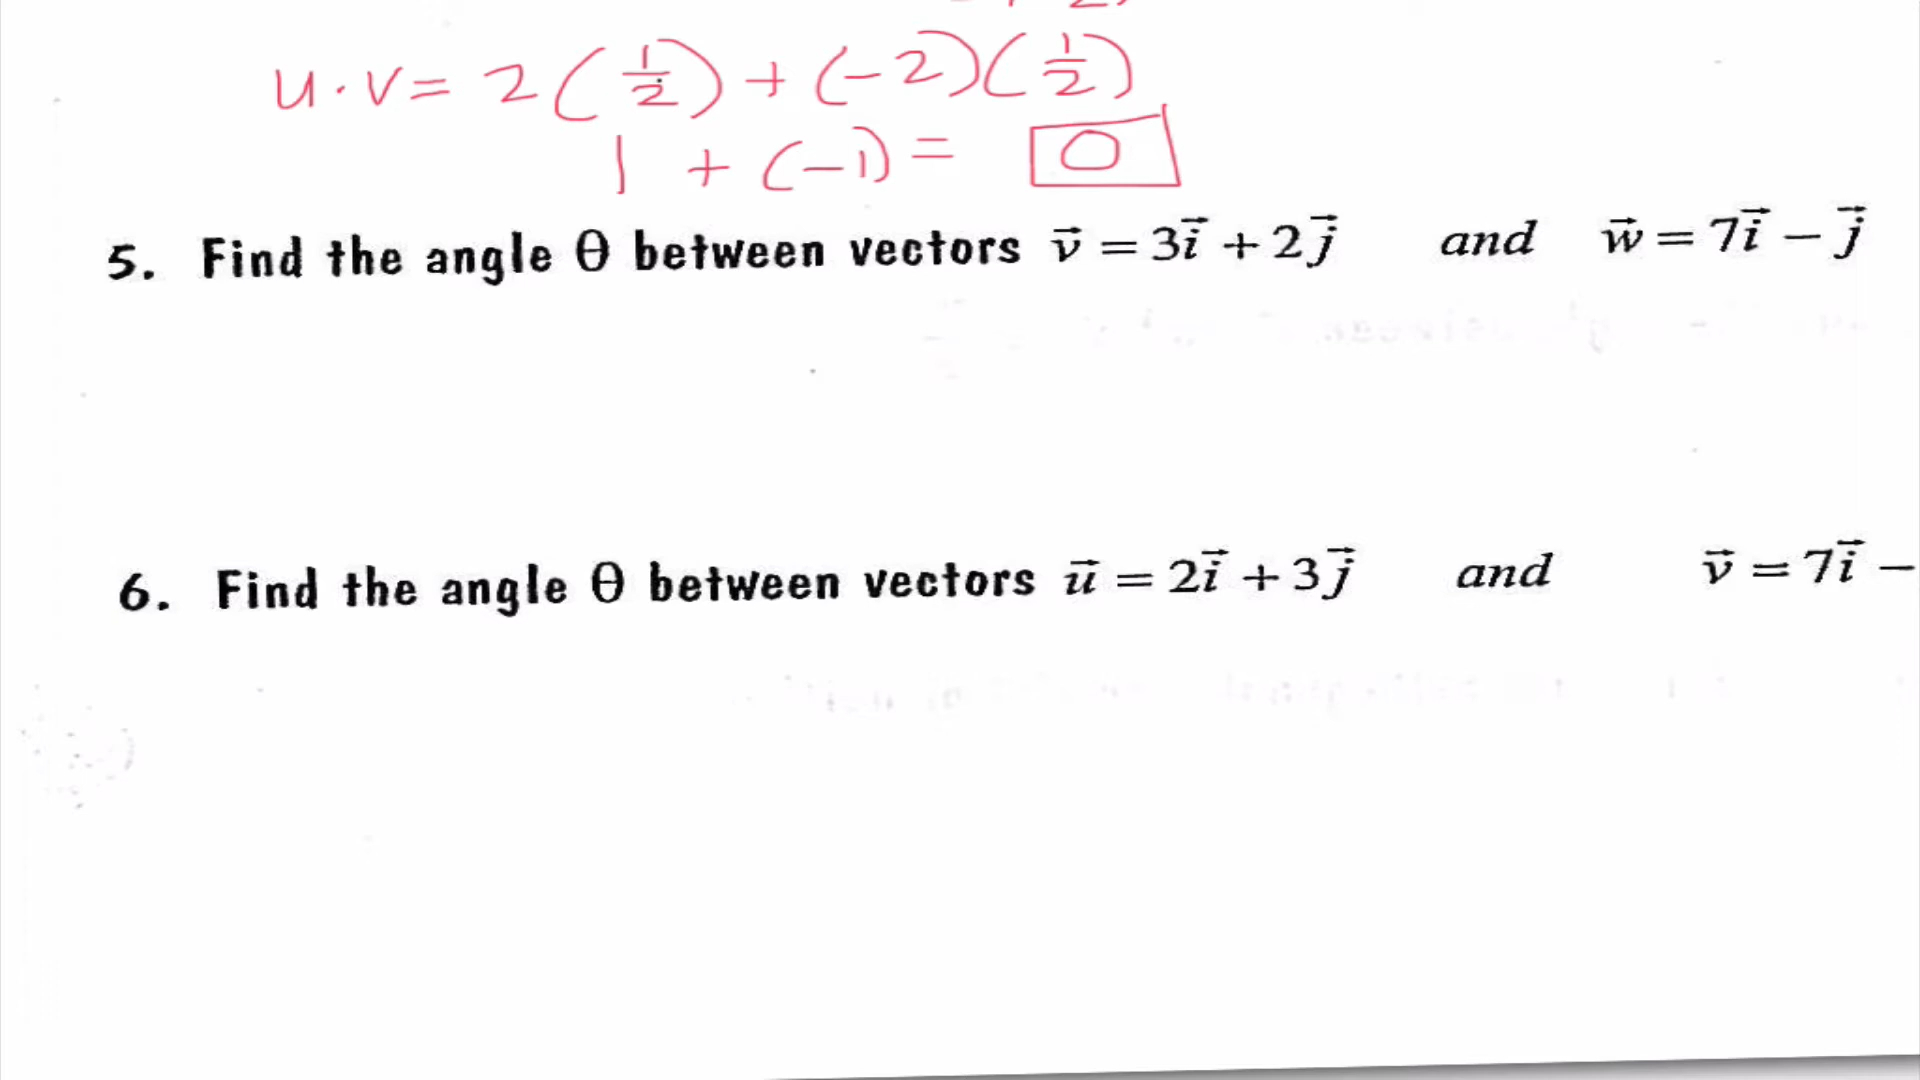 u · v = 2(1/2) + (-2)(1/2)
1 + (-1) = 0
5. Find the angle θ between vectors v⃗ = 3i⃗ + 2j⃗ and w⃗ = 7i⃗ − j⃗
6. Find the angle θ between vectors u⃗ = 2i⃗ + 3j⃗ and v⃗ = 7i⃗ −